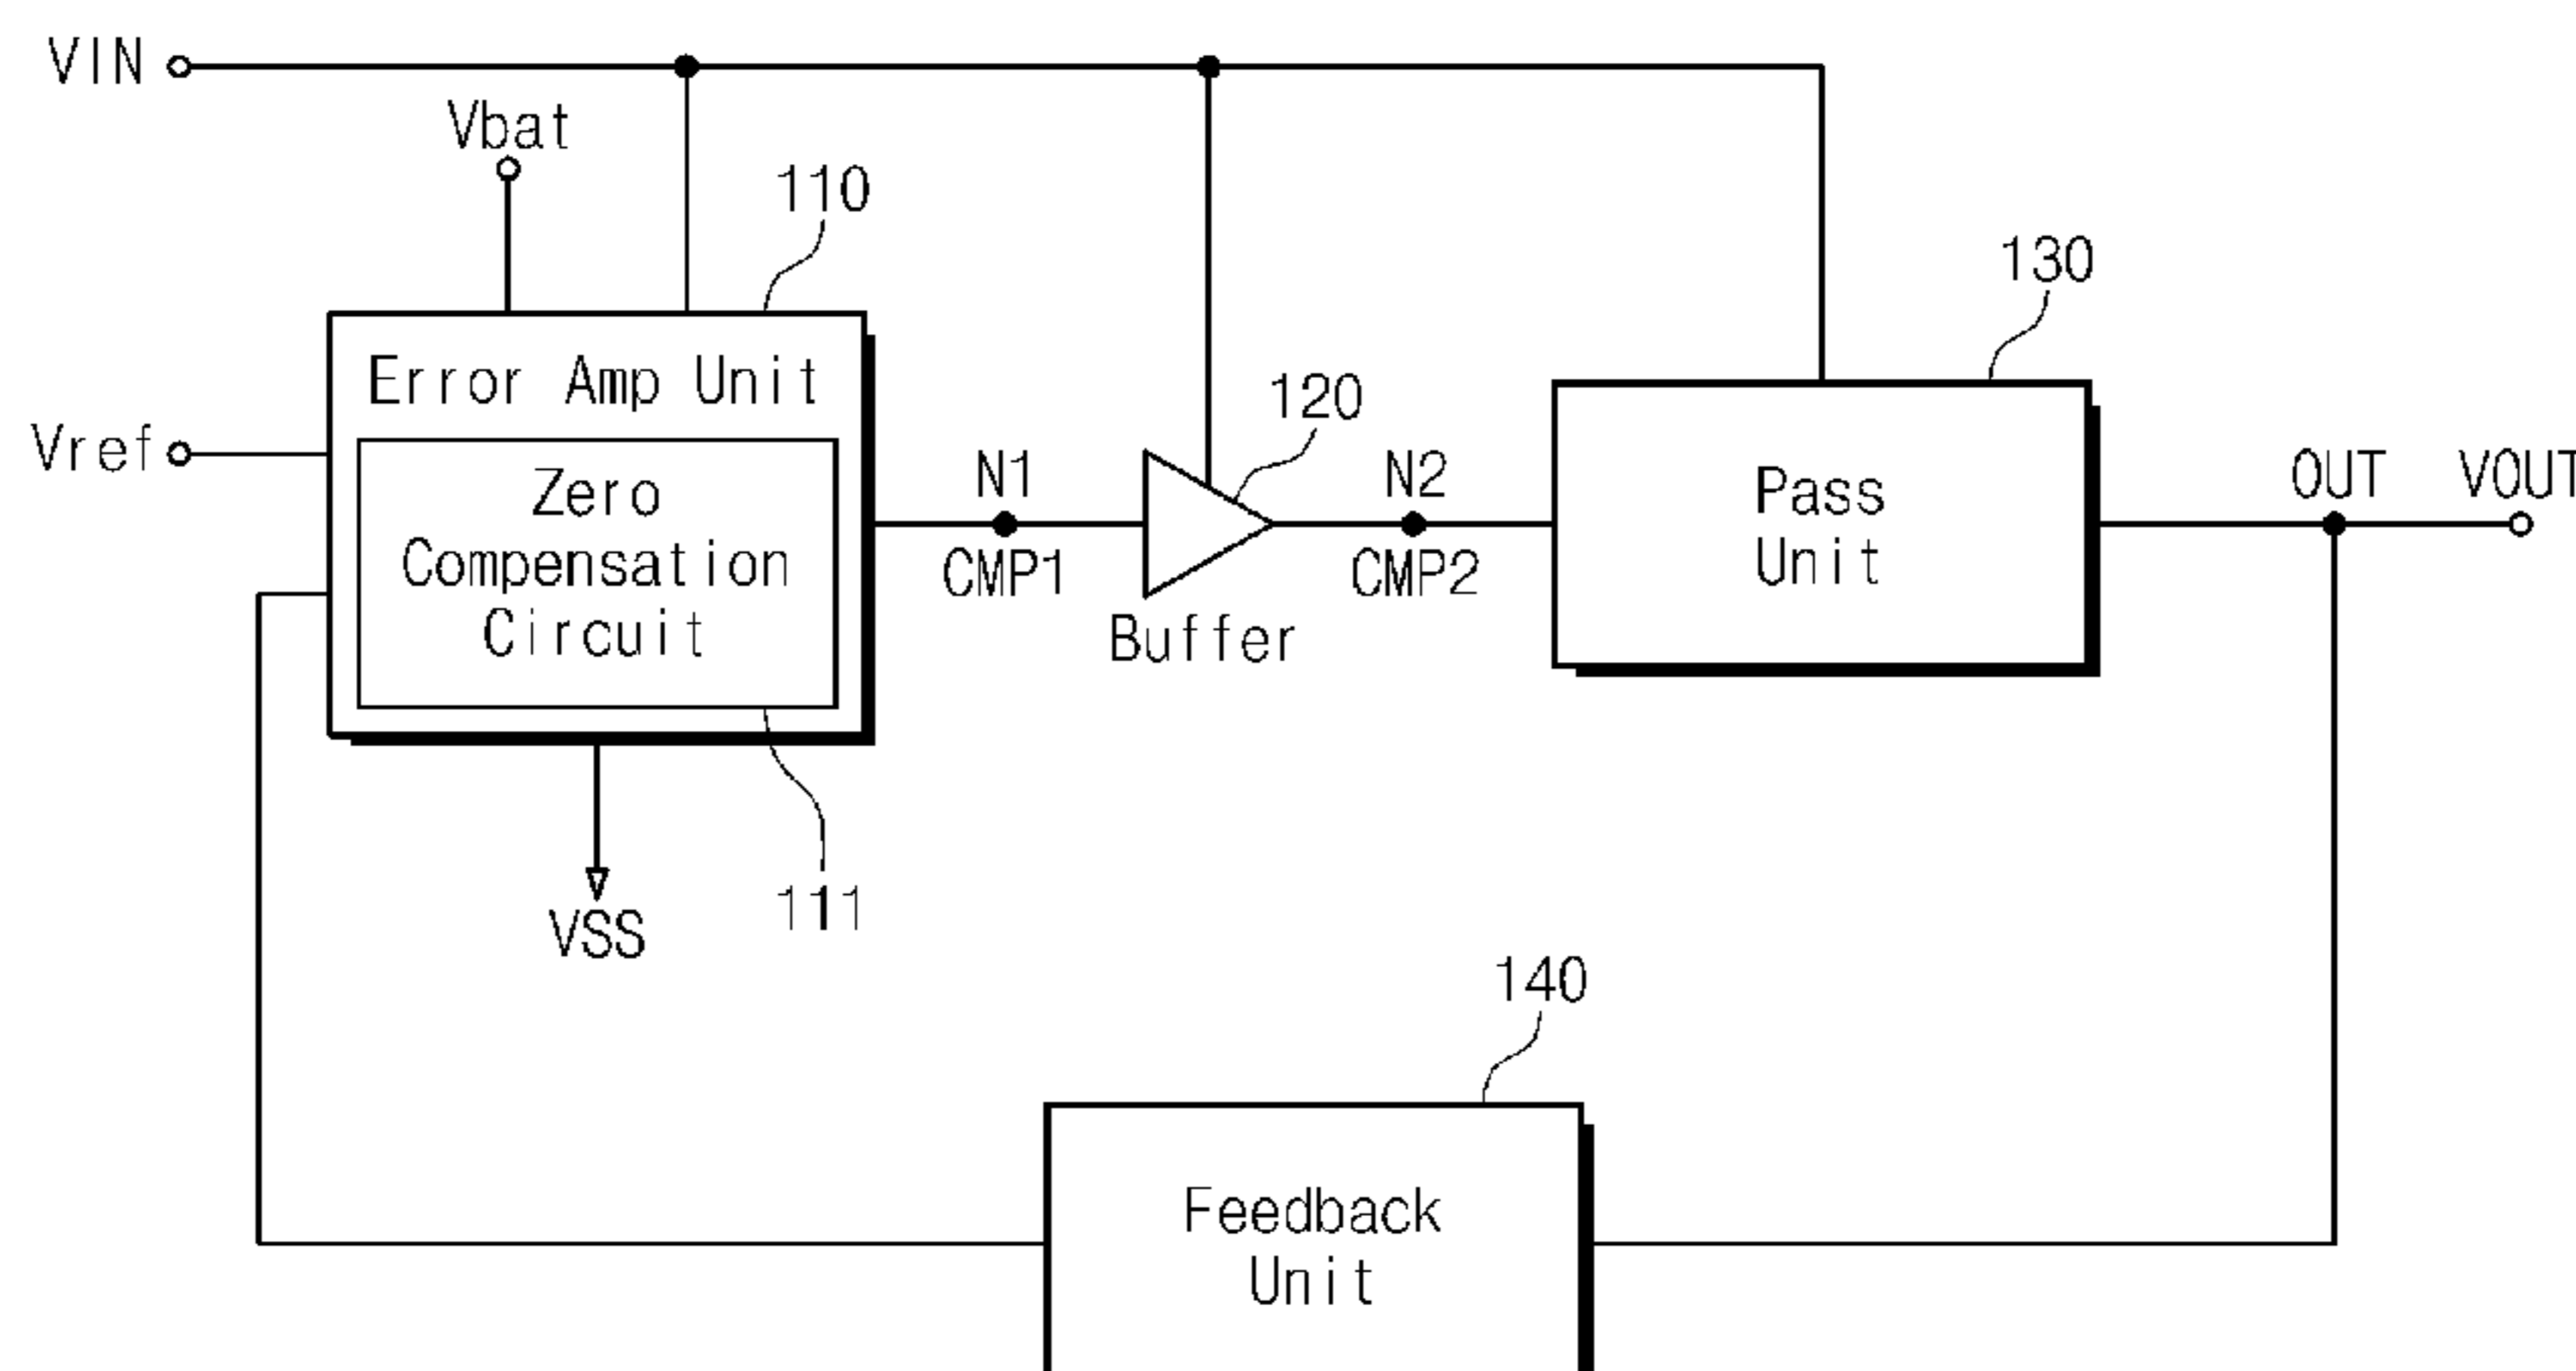 VIN
Vbat
110
130
Error Amp Unit
120
Vref
Zero
Compensation
Circuit
N1
CMP1
Buffer
N2
CMP2
Pass
Unit
OUT
VOUT
VSS
111
140
Feedback
Unit